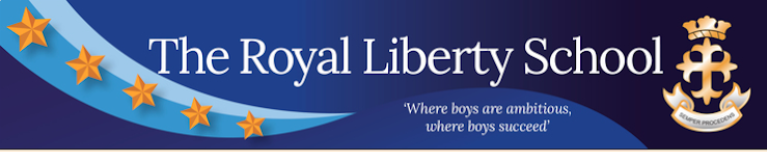 The Royal Liberty School
‘Where boys are ambitious,
where boys succeed’
SEMPER PROCEDENS